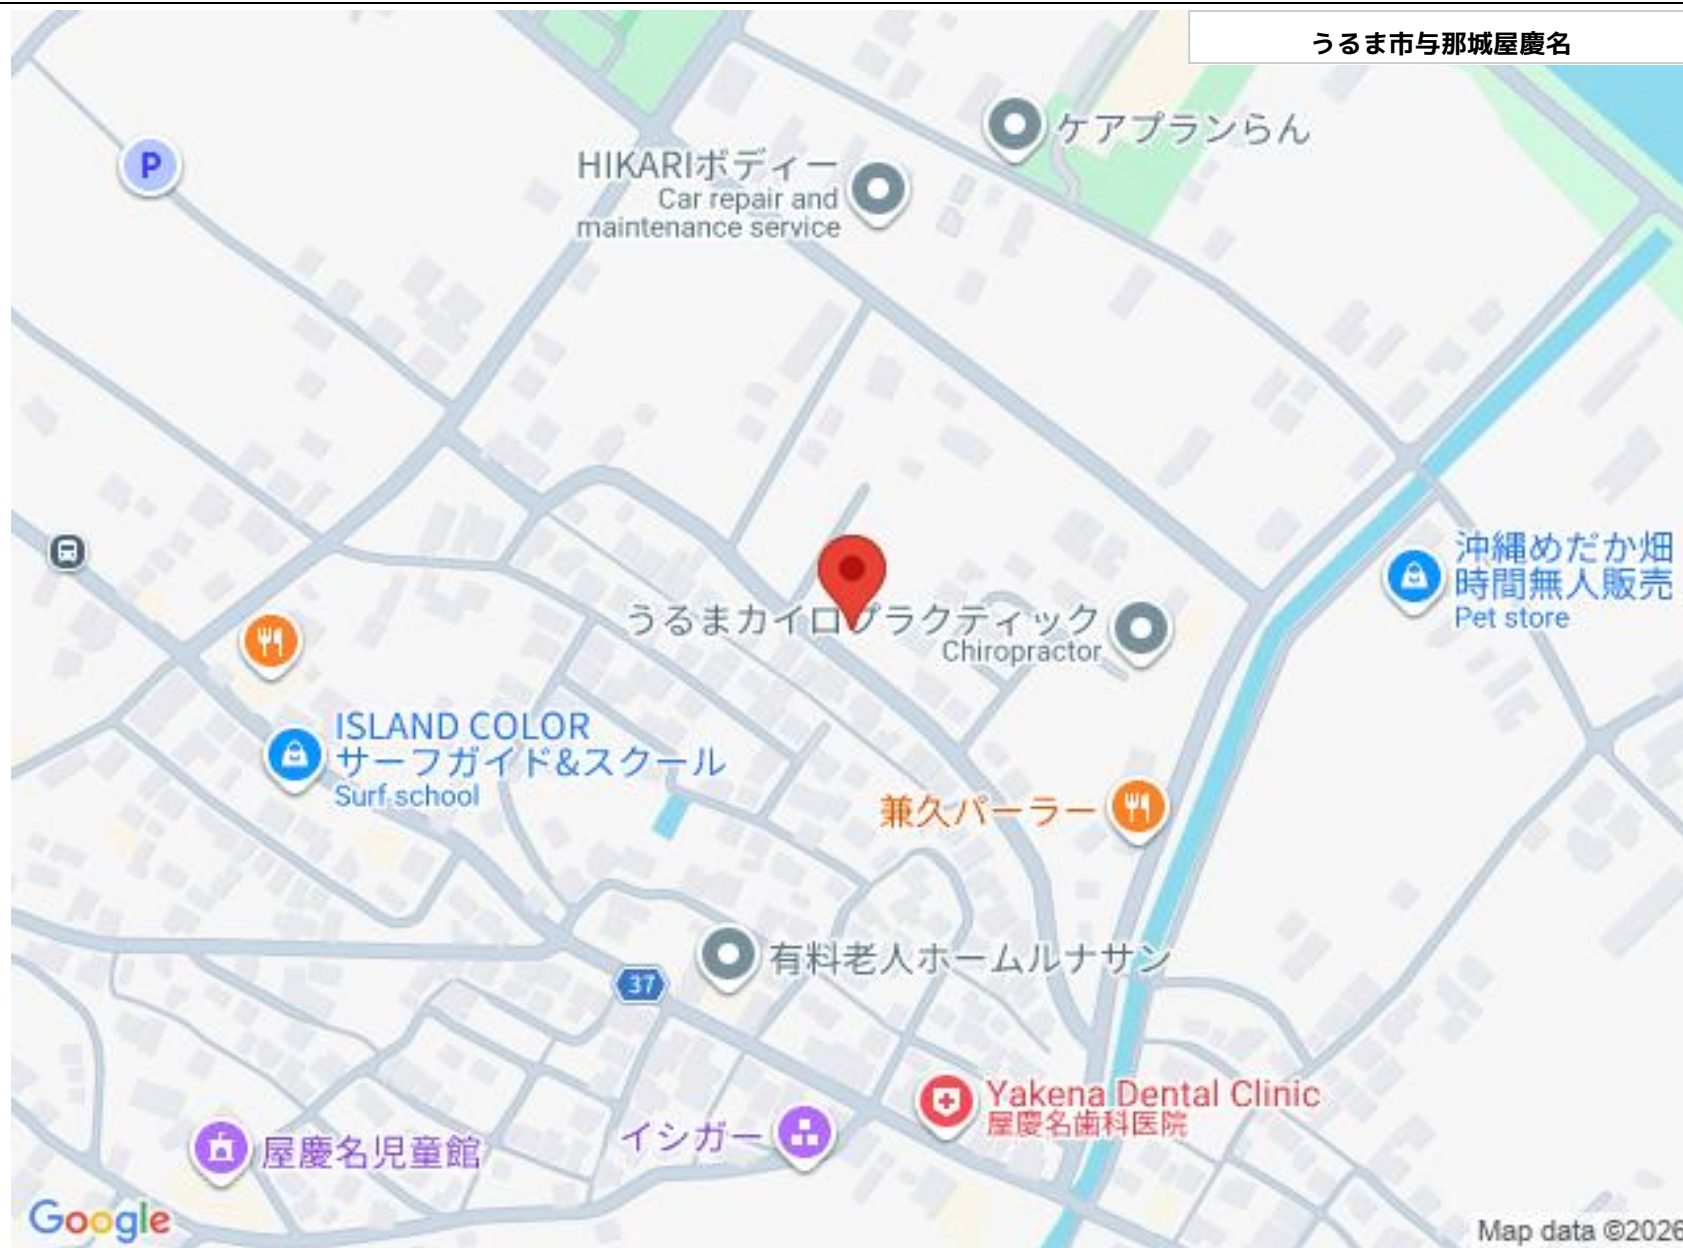 うるま市与那城屋慶名
ケアプランらん
P
HIKARIボディー
Car repair and
maintenance service
沖縄めだか畑
時間無人販売
Pet store
うるまカイロプラクティック
Chiropractor
ISLAND COLOR
サーフガイド&スクール
Surf school
兼久パーラー
有料老人ホームルナサン
37
Yakena Dental Clinic
屋慶名歯科医院
イシガー
屋慶名児童館
Google
Map data ©2026